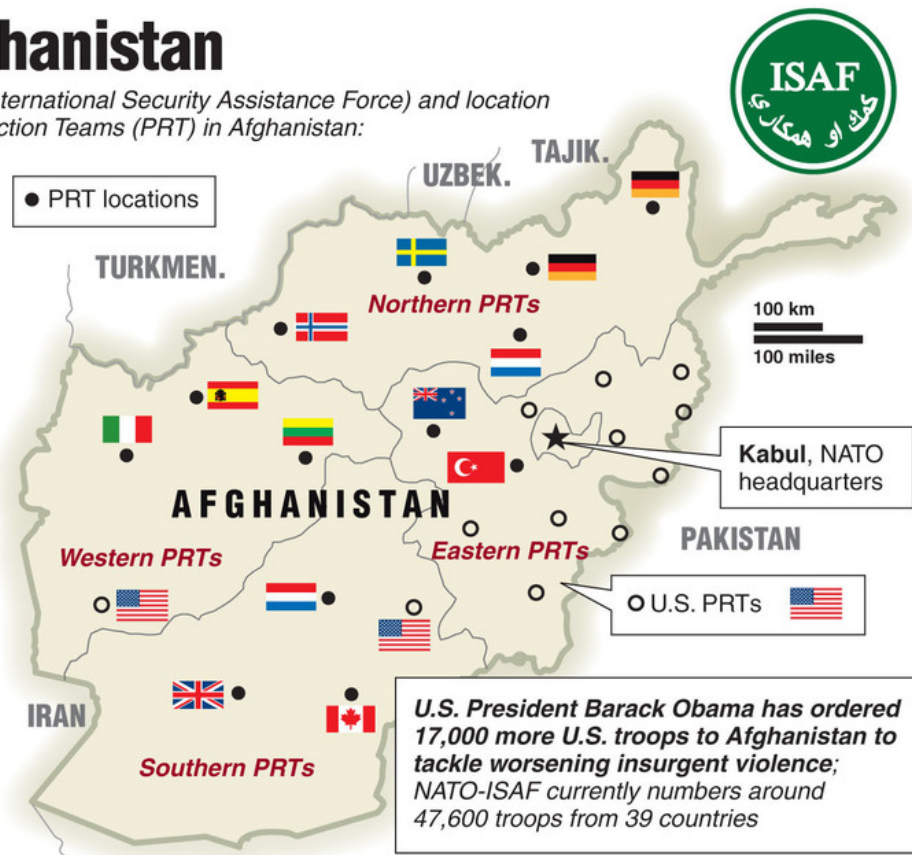 hanistan
ternational Security Assistance Force) and location
ction Teams (PRT) in Afghanistan:
ISAF
كمك او همكاري
PRT locations
UZBEK.
TAJIK.
TURKMEN.
Northern PRTs
100 km
100 miles
Kabul, NATO
headquarters
AFGHANISTAN
Western PRTs
Eastern PRTs
PAKISTAN
U.S. PRTs
IRAN
Southern PRTs
U.S. President Barack Obama has ordered
17,000 more U.S. troops to Afghanistan to
tackle worsening insurgent violence;
NATO-ISAF currently numbers around
47,600 troops from 39 countries